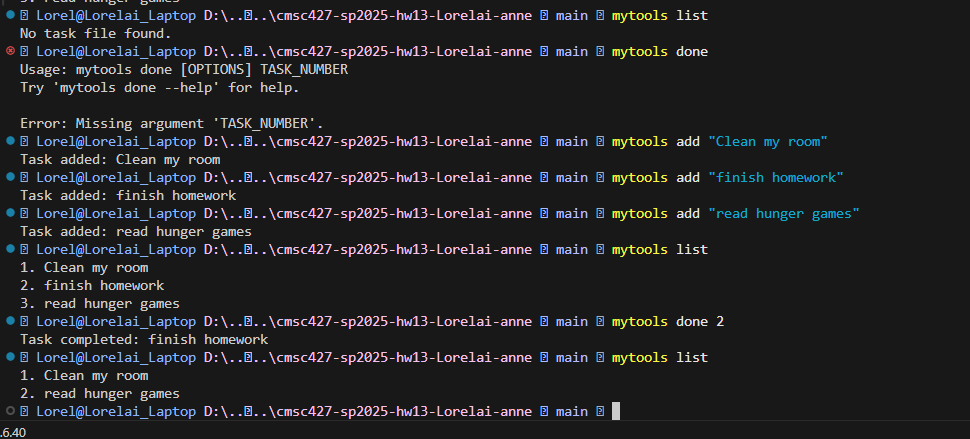 3. read hunger games
Lorel@Lorelai_Laptop D:\....\cmsc427-sp2025-hw13-Lorelai-anne main mytools list
No task file found.
Lorel@Lorelai_Laptop D:\....\cmsc427-sp2025-hw13-Lorelai-anne main mytools done
Usage: mytools done [OPTIONS] TASK_NUMBER
Try 'mytools done --help' for help.
Error: Missing argument 'TASK_NUMBER'.
Lorel@Lorelai_Laptop D:\....\cmsc427-sp2025-hw13-Lorelai-anne main mytools add "Clean my room"
Task added: Clean my room
Lorel@Lorelai_Laptop D:\....\cmsc427-sp2025-hw13-Lorelai-anne main mytools add "finish homework"
Task added: finish homework
Lorel@Lorelai_Laptop D:\....\cmsc427-sp2025-hw13-Lorelai-anne main mytools add "read hunger games"
Task added: read hunger games
Lorel@Lorelai_Laptop D:\....\cmsc427-sp2025-hw13-Lorelai-anne main mytools list
1. Clean my room
2. finish homework
3. read hunger games
Lorel@Lorelai_Laptop D:\....\cmsc427-sp2025-hw13-Lorelai-anne main mytools done 2
Task completed: finish homework
Lorel@Lorelai_Laptop D:\....\cmsc427-sp2025-hw13-Lorelai-anne main mytools list
1. Clean my room
2. read hunger games
Lorel@Lorelai_Laptop D:\....\cmsc427-sp2025-hw13-Lorelai-anne main
.6.40